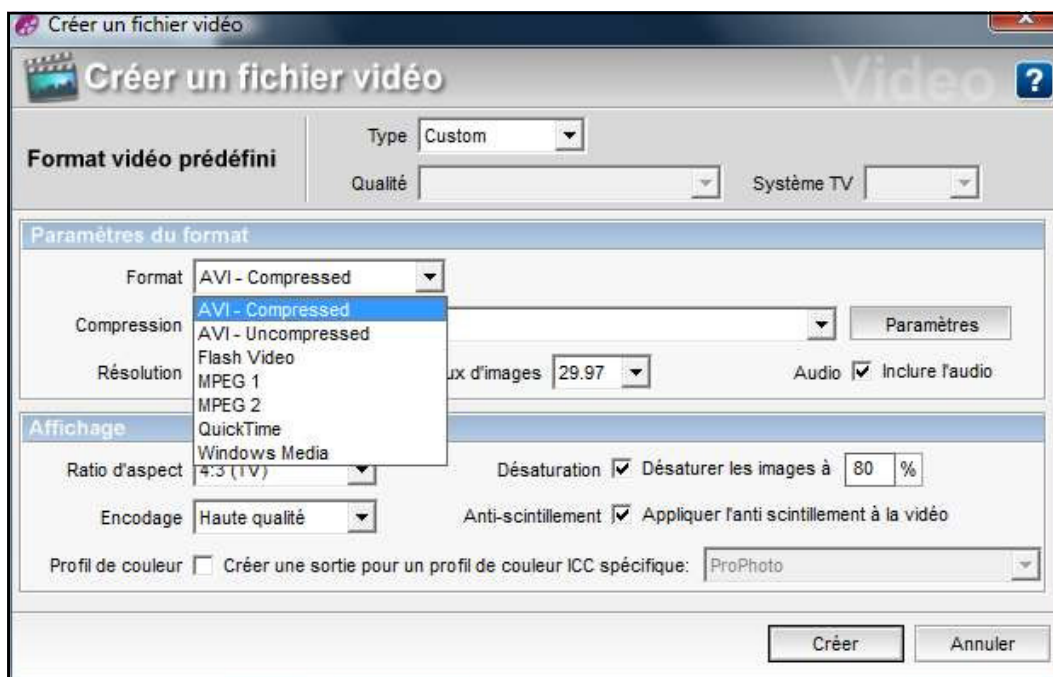 Créer un fichier vidéo
Créer un fichier vidéo Video ?
Format vidéo prédéfini
Type Custom
Qualité Système TV
Paramètres du format
Format AVI - Compressed
AVI - Compressed
AVI - Uncompressed
Flash Video
MPEG 1
MPEG 2
QuickTime
Windows Media
Compression Paramètres
Résolution ux d'images 29.97 Audio Inclure l'audio
Affichage
Ratio d'aspect 4:3 (TV) Désaturation Désaturer les images à 80 %
Encodage Haute qualité Anti-scintillement Appliquer l'anti scintillement à la vidéo
Profil de couleur Créer une sortie pour un profil de couleur ICC spécifique: ProPhoto
Créer Annuler